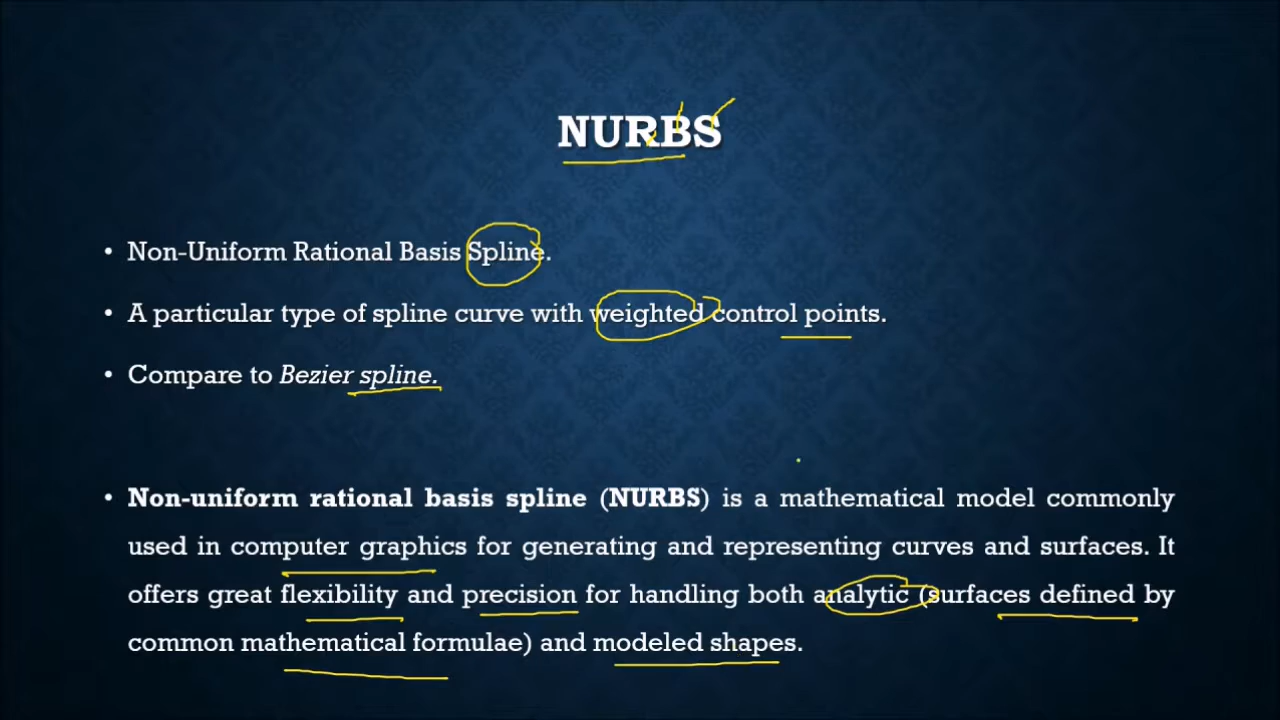 NURBS
• Non-Uniform Rational Basis Spline.
• A particular type of spline curve with weighted control points.
• Compare to Bezier spline.
• Non-uniform rational basis spline (NURBS) is a mathematical model commonly
used in computer graphics for generating and representing curves and surfaces. It
offers great flexibility and precision for handling both analytic (surfaces defined by
common mathematical formulae) and modeled shapes.